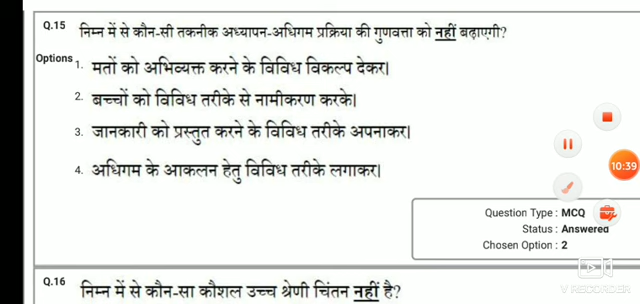 Q.15 निम्न में से कौन-सी तकनीक अध्यापन-अधिगम प्रक्रिया की गुणवत्ता को नहीं बढ़ाएगी?
Options 1. मतों को अभिव्यक्त करने के विविध विकल्प देकर।
2. बच्चों को विविध तरीके से नामीकरण करके।
3. जानकारी को प्रस्तुत करने के विविध तरीके अपनाकर।
4. अधिगम के आकलन हेतु विविध तरीके लगाकर।
10:39
Question Type : MCQ
Status : Answered
Chosen Option : 2
V RECORDER
Q.16 निम्न में से कौन-सा कौशल उच्च श्रेणी चिंतन नहीं है?